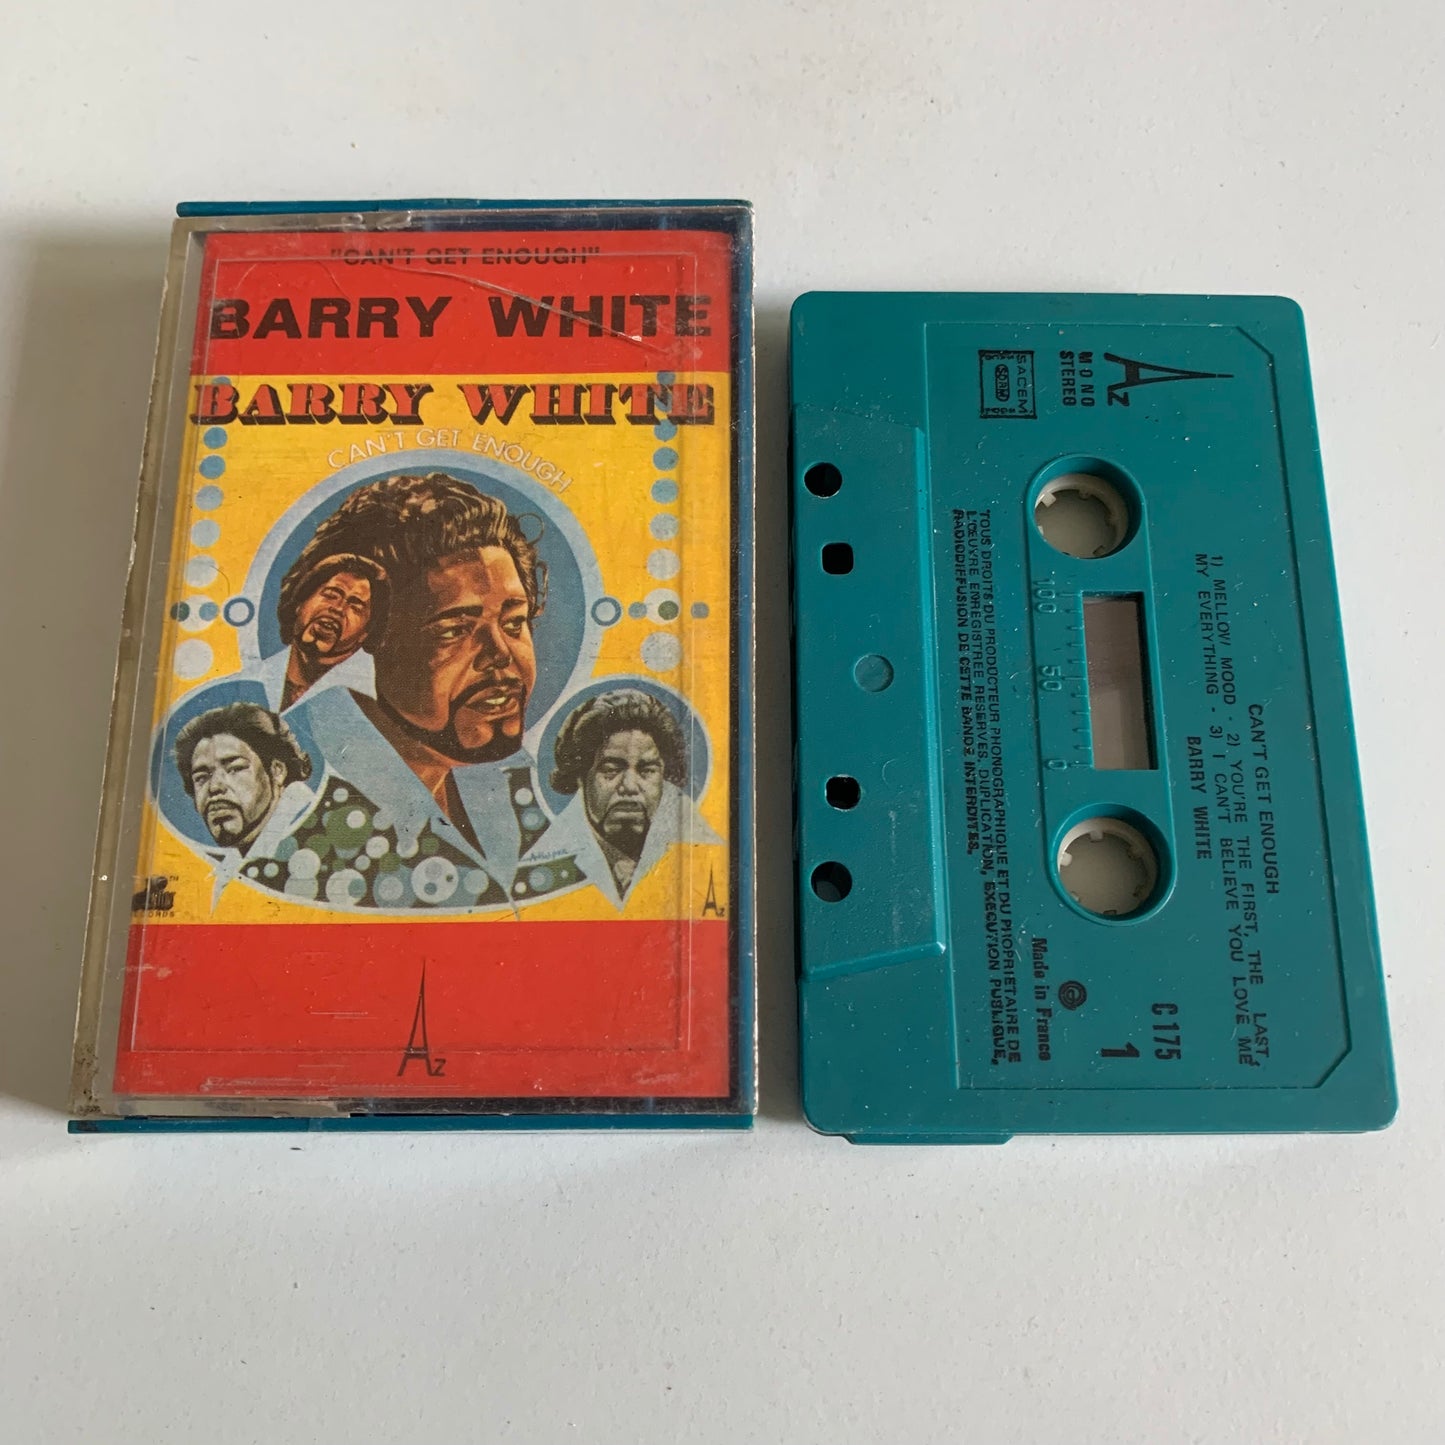 "CAN'T GET ENOUGH"
BARRY WHITE
BARRY WHITE
CAN'T GET ENOUGH
Az
Az
CAN'T GET ENOUGH
1) MELLOW MOOD - 2) YOU'RE THE FIRST, THE LAST,
MY EVERYTHING - 3) I CAN'T BELIEVE YOU LOVE ME
BARRY WHITE
Az
MONO
STEREO
SACEM
SDRM
100 50 0
C 175
1
Made in France
TOUS DROITS DU PRODUCTEUR PHONOGRAPHIQUE ET DU PROPRIETAIRE DE
L'ŒUVRE ENREGISTREE RESERVES. DUPLICATION, EXECUTION PUBLIQUE,
RADIODIFFUSION DE CETTE BANDE INTERDITES.